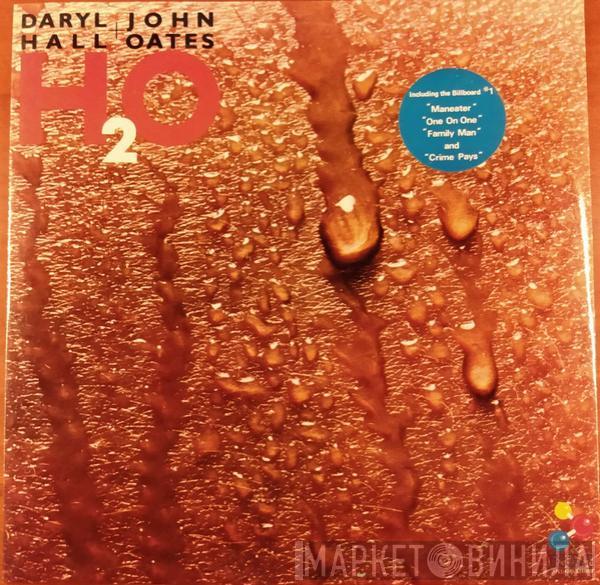 DARYL + JOHN
HALL OATES
H2O
Including the Billboard #1
"Maneater"
"One On One"
"Family Man"
and
"Crime Pays"
МАРКЕТ ВИНИЛА